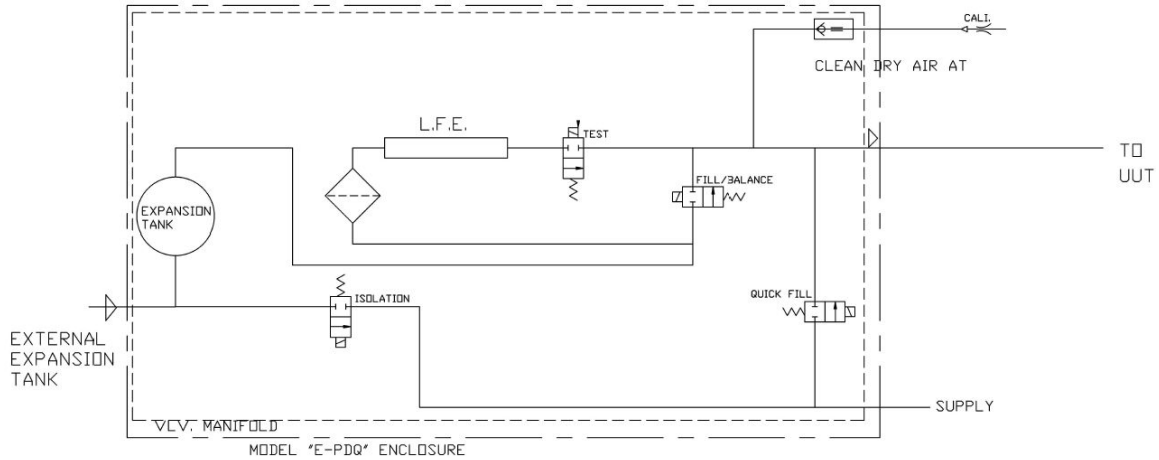 CALI.
CLEAN DRY AIR AT
L.F.E.
TEST
TO
UUT
FILL/BALANCE
EXPANSION
TANK
ISOLATION
QUICK FILL
EXTERNAL
EXPANSION
TANK
SUPPLY
VLV. MANIFOLD
MODEL "E-PDQ" ENCLOSURE